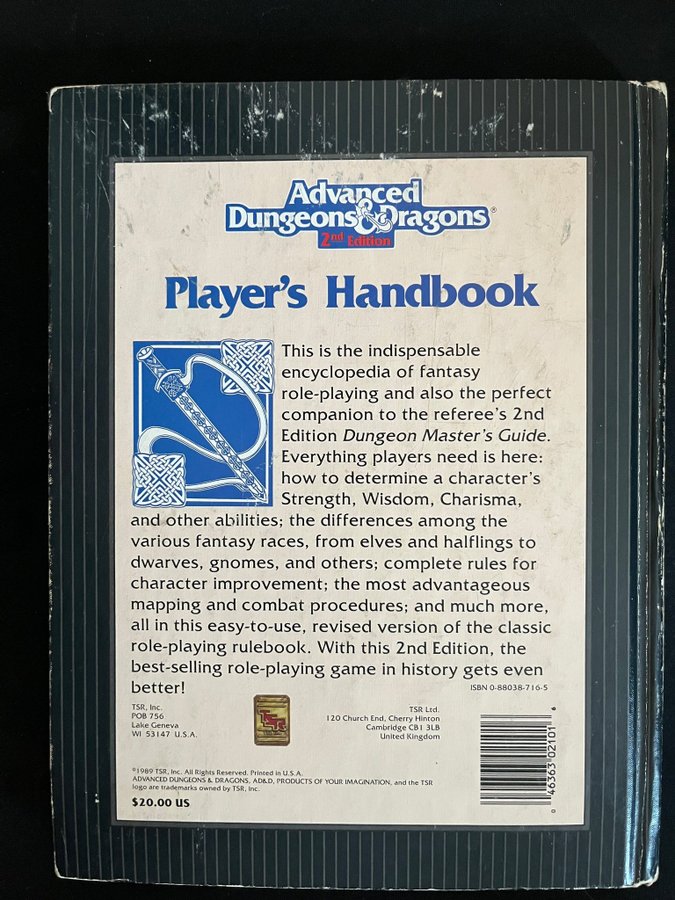 Advanced
Dungeons & Dragons®
2nd Edition
Player's Handbook
This is the indispensable
encyclopedia of fantasy
role-playing and also the perfect
companion to the referee's 2nd
Edition Dungeon Master's Guide.
Everything players need is here:
how to determine a character's
Strength, Wisdom, Charisma,
and other abilities; the differences among the
various fantasy races, from elves and halflings to
dwarves, gnomes, and others; complete rules for
character improvement; the most advantageous
mapping and combat procedures; and much more,
all in this easy-to-use, revised version of the classic
role-playing rulebook. With this 2nd Edition, the
best-selling role-playing game in history gets even
better!
ISBN 0-88038-716-5
TSR, Inc.
POB 756
Lake Geneva
WI 53147 U.S.A.
TSR
TSR Ltd.
120 Church End, Cherry Hinton
Cambridge CB1 3LB
United Kingdom
©1989 TSR, Inc. All Rights Reserved. Printed in U.S.A.
ADVANCED DUNGEONS & DRAGONS, AD&D, PRODUCTS OF YOUR IMAGINATION, and the TSR
logo are trademarks owned by TSR, Inc.
$20.00 US
0 46363 02101 6